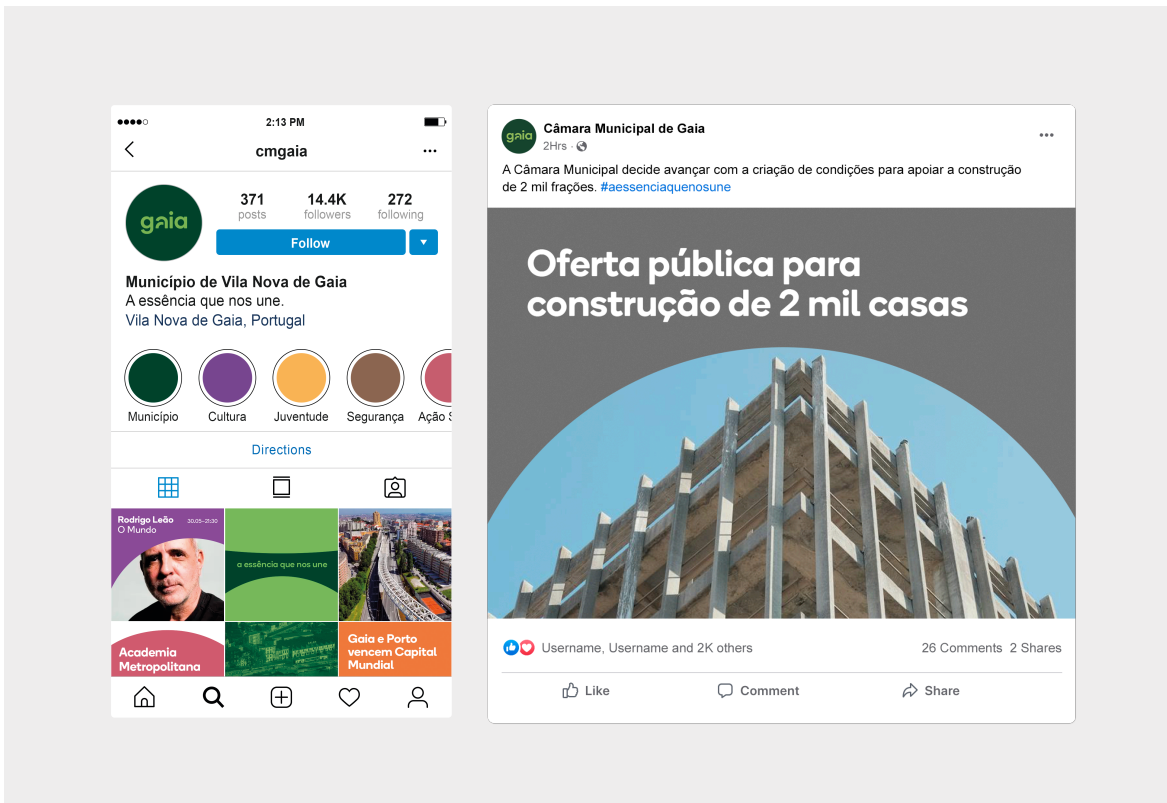 2:13 PM
cmgaia
gaia
371
posts
14.4K
followers
272
following
Follow
Município de Vila Nova de Gaia
A essência que nos une.
Vila Nova de Gaia, Portugal
Município
Cultura
Juventude
Segurança
Ação S
Directions
Rodrigo Leão
O Mundo
30.05–21:30
a essência que nos une
Academia
Metropolitana
Gaia e Porto
vencem Capital
Mundial
gaia
Câmara Municipal de Gaia
2Hrs ·
A Câmara Municipal decide avançar com a criação de condições para apoiar a construção
de 2 mil frações. #aessenciaquenosune
Oferta pública para
construção de 2 mil casas
Username, Username and 2K others
26 Comments 2 Shares
Like
Comment
Share